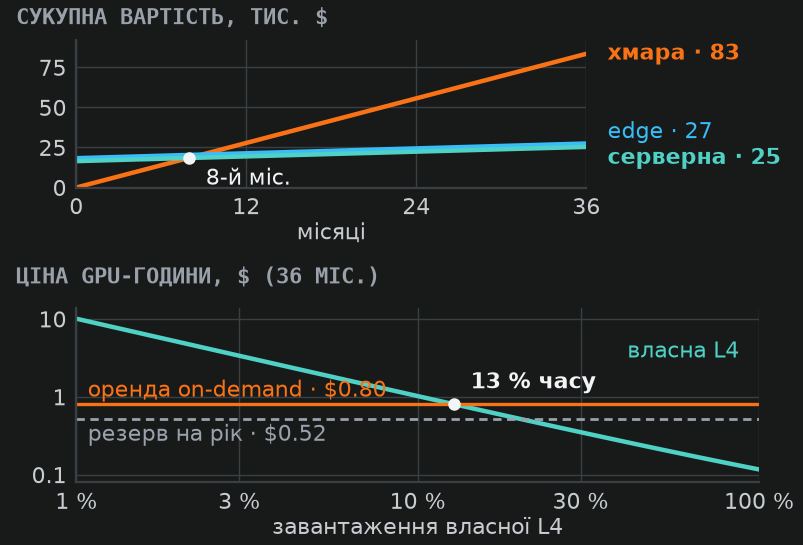 СУКУПНА ВАРТІСТЬ, ТИС. $
75
50
25
0
хмара · 83
edge · 27
серверна · 25
8-й міс.
0 12 24 36
місяці
ЦІНА GPU-ГОДИНИ, $ (36 МІС.)
10
1
0.1
власна L4
13 % часу
оренда on-demand · $0.80
резерв на рік · $0.52
1 % 3 % 10 % 30 % 100 %
завантаження власної L4